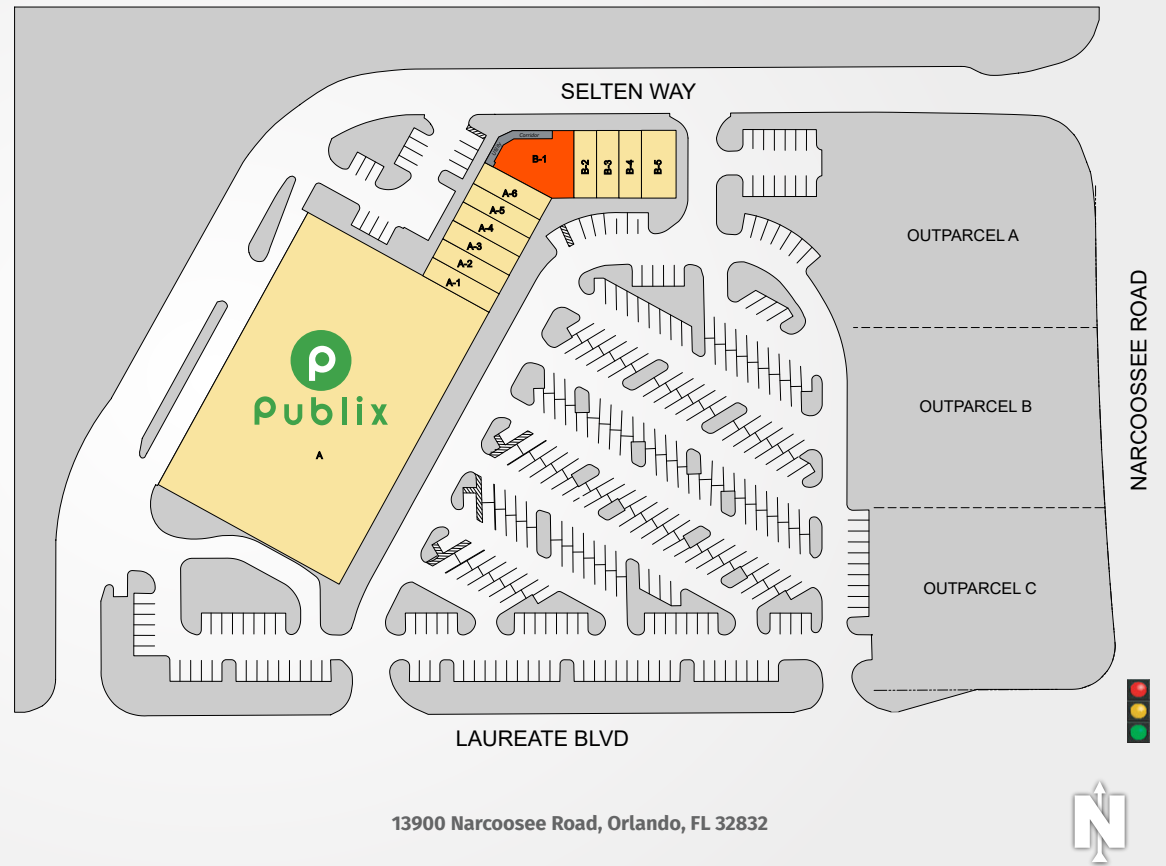 SELTEN WAY
Corridor
B-1
B-2
B-3
B-4
B-5
A-6
A-5
A-4
A-3
A-2
A-1
OUTPARCEL A
NARCOOSSEE ROAD
p
Publix
A
OUTPARCEL B
OUTPARCEL C
LAUREATE BLVD
13900 Narcoosee Road, Orlando, FL 32832
N